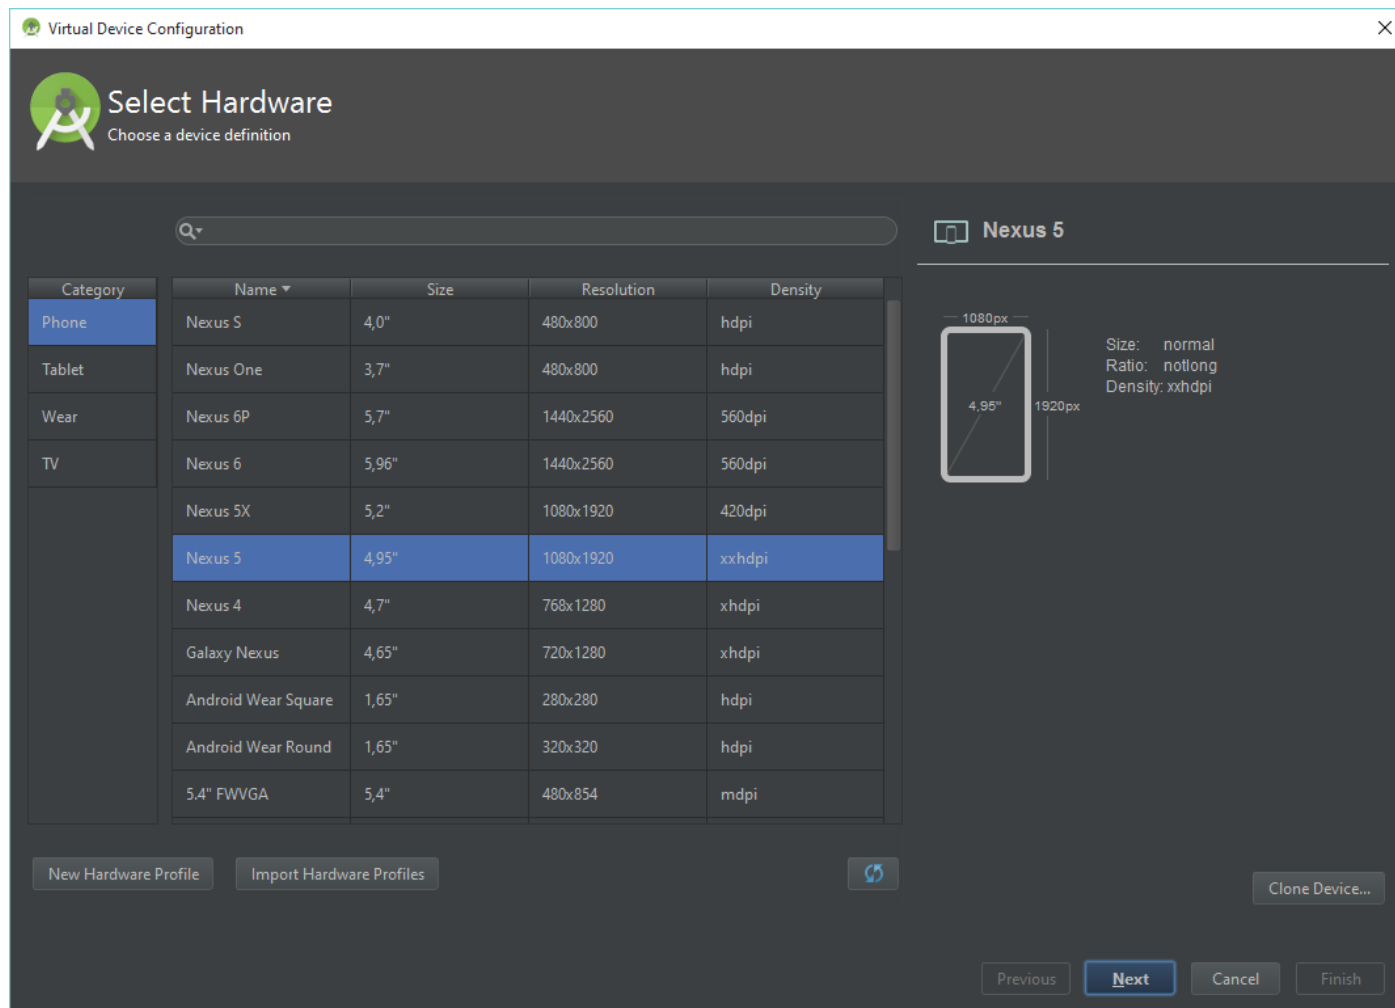 Virtual Device Configuration
Select Hardware
Choose a device definition
Nexus 5
Category
Phone
Tablet
Wear
TV
Name Size Resolution Density
Nexus S 4,0" 480x800 hdpi
Nexus One 3,7" 480x800 hdpi
Nexus 6P 5,7" 1440x2560 560dpi
Nexus 6 5,96" 1440x2560 560dpi
Nexus 5X 5,2" 1080x1920 420dpi
Nexus 5 4,95" 1080x1920 xxhdpi
Nexus 4 4,7" 768x1280 xhdpi
Galaxy Nexus 4,65" 720x1280 xhdpi
Android Wear Square 1,65" 280x280 hdpi
Android Wear Round 1,65" 320x320 hdpi
5.4" FWVGA 5,4" 480x854 mdpi
1080px
4,95"
1920px
Size: normal
Ratio: notlong
Density: xxhdpi
New Hardware Profile
Import Hardware Profiles
Clone Device...
Previous
Next
Cancel
Finish